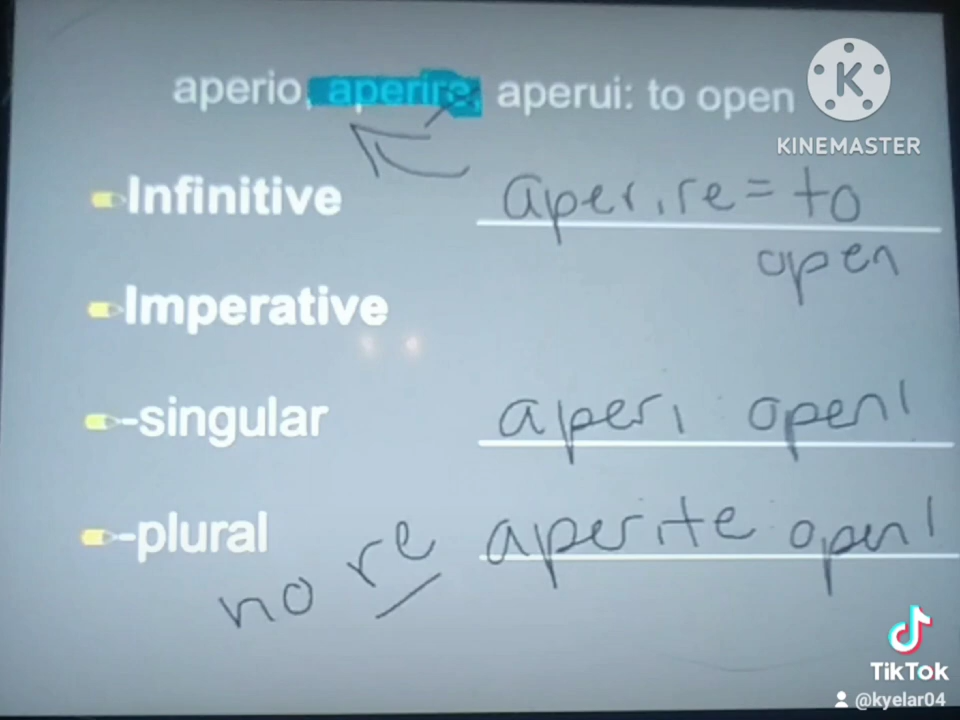 aperio, aperire, aperui: to open
KINEMASTER
Infinitive aperire = to
open
Imperative
-singular aperi open!
-plural aperite open!
no re
TikTok
@kyelar04